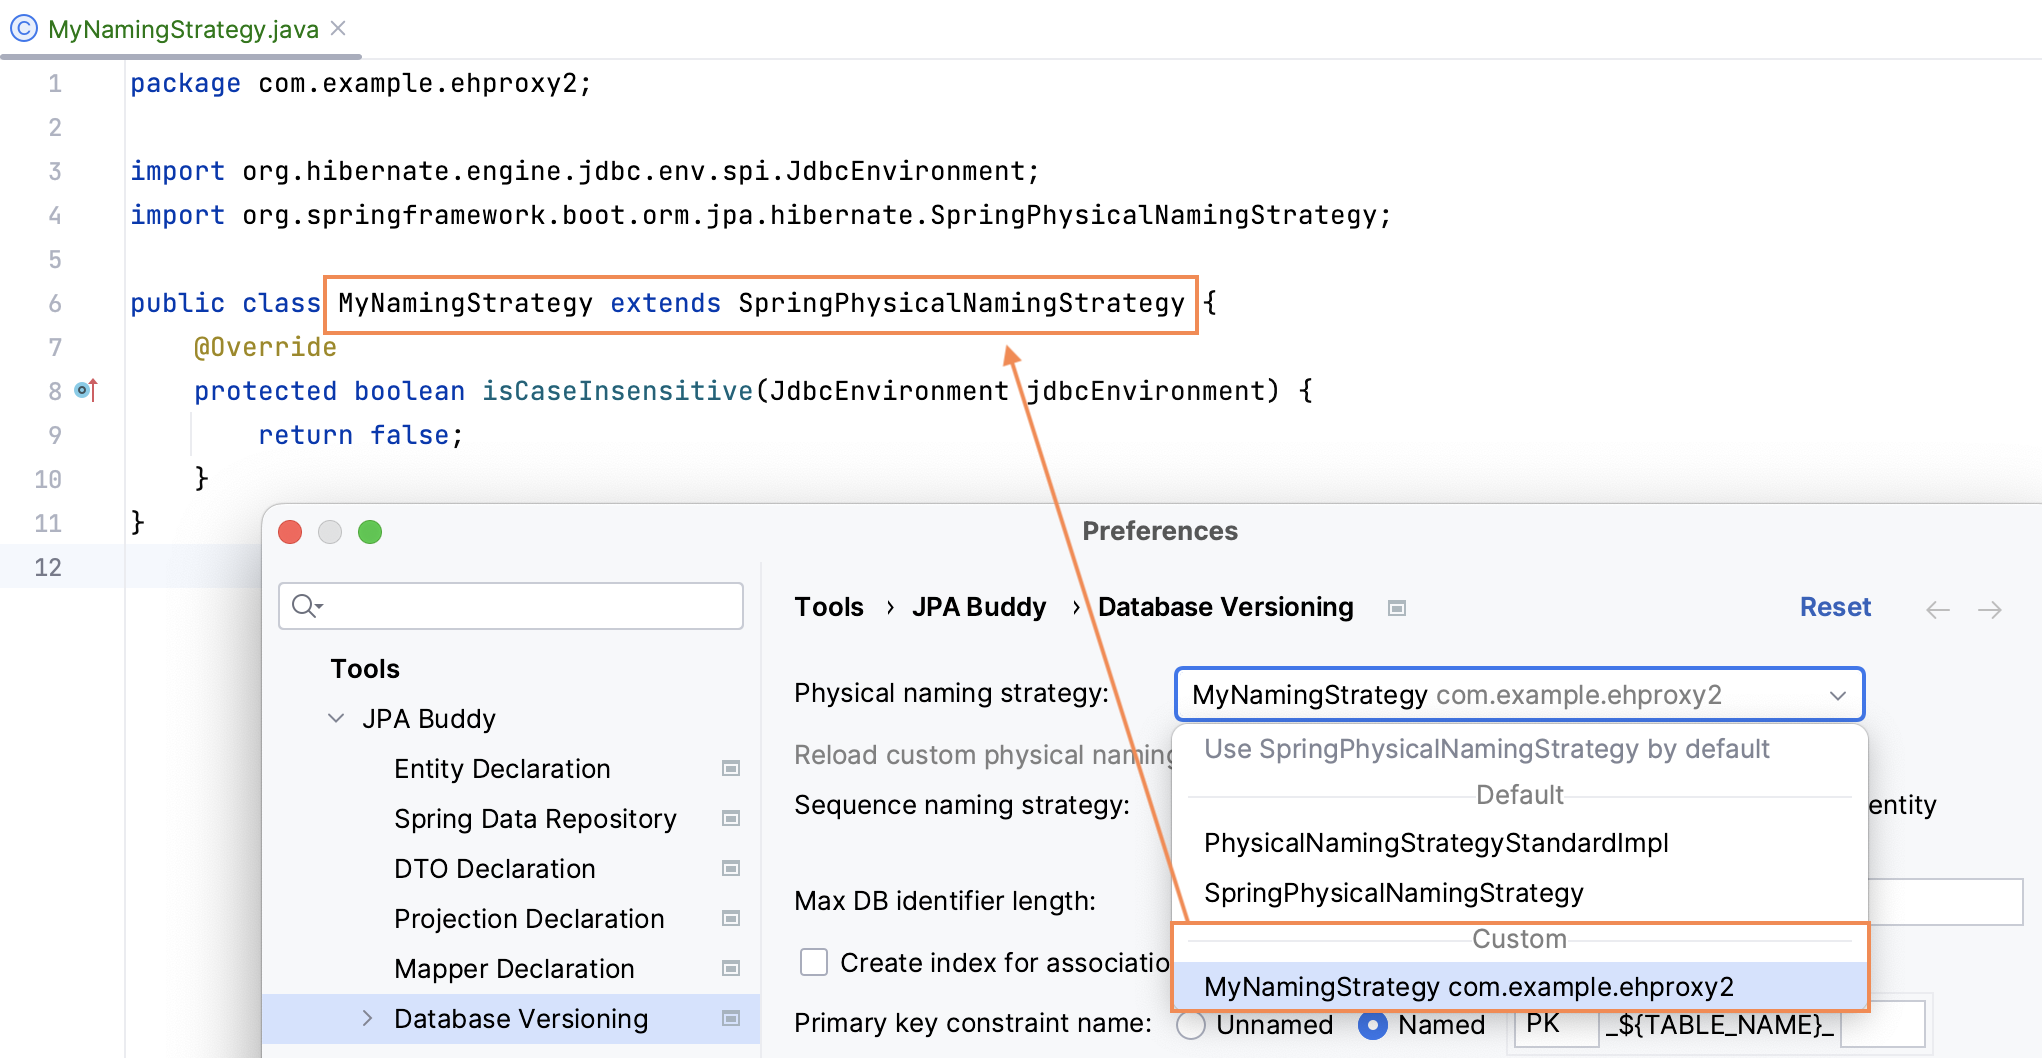 MyNamingStrategy.java
1 package com.example.ehproxy2;
2
3 import org.hibernate.engine.jdbc.env.spi.JdbcEnvironment;
4 import org.springframework.boot.orm.jpa.hibernate.SpringPhysicalNamingStrategy;
5
6 public class MyNamingStrategy extends SpringPhysicalNamingStrategy {
7 @Override
8 protected boolean isCaseInsensitive(JdbcEnvironment jdbcEnvironment) {
9 return false;
10 }
11 }
12
Preferences
Tools › JPA Buddy › Database Versioning
Reset
Tools
JPA Buddy
Entity Declaration
Spring Data Repository
DTO Declaration
Projection Declaration
Mapper Declaration
Database Versioning
Physical naming strategy: MyNamingStrategy com.example.ehproxy2
Reload custom physical naming
Sequence naming strategy: entity
Max DB identifier length:
Create index for associatio
Primary key constraint name: Unnamed Named PK _${TABLE_NAME}_
Use SpringPhysicalNamingStrategy by default
Default
PhysicalNamingStrategyStandardImpl
SpringPhysicalNamingStrategy
Custom
MyNamingStrategy com.example.ehproxy2